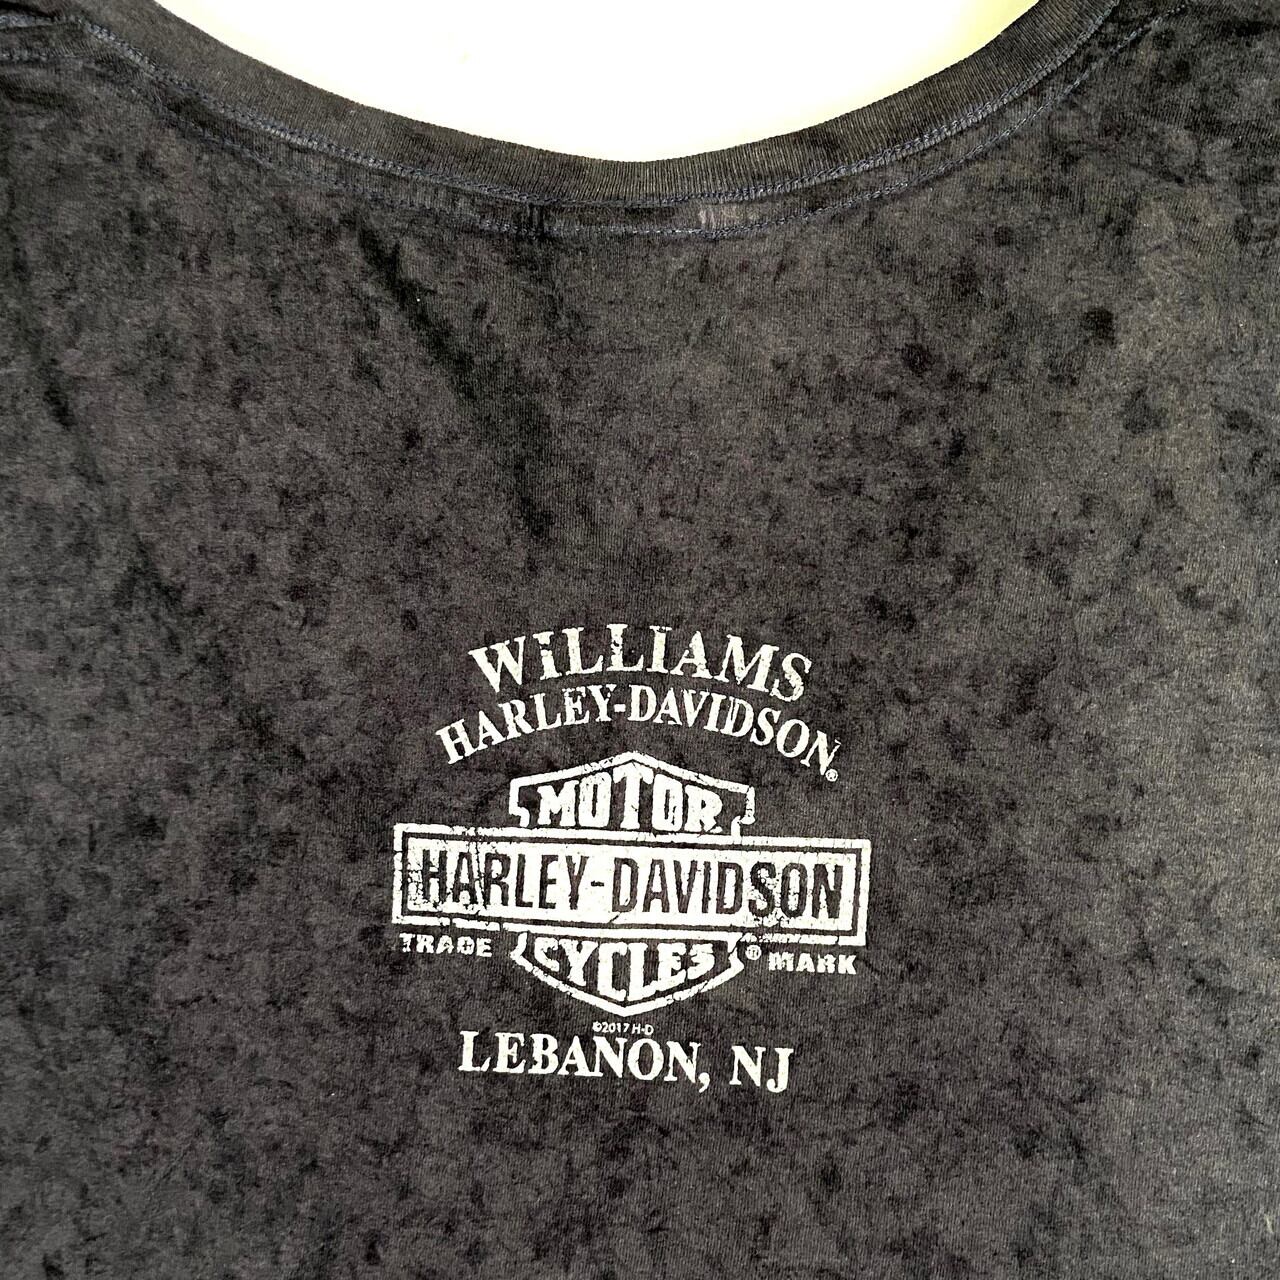 WILLIAMS
HARLEY-DAVIDSON®
MOTOR
HARLEY-DAVIDSON
TRADE CYCLES ® MARK
©2017 H-D
LEBANON, NJ